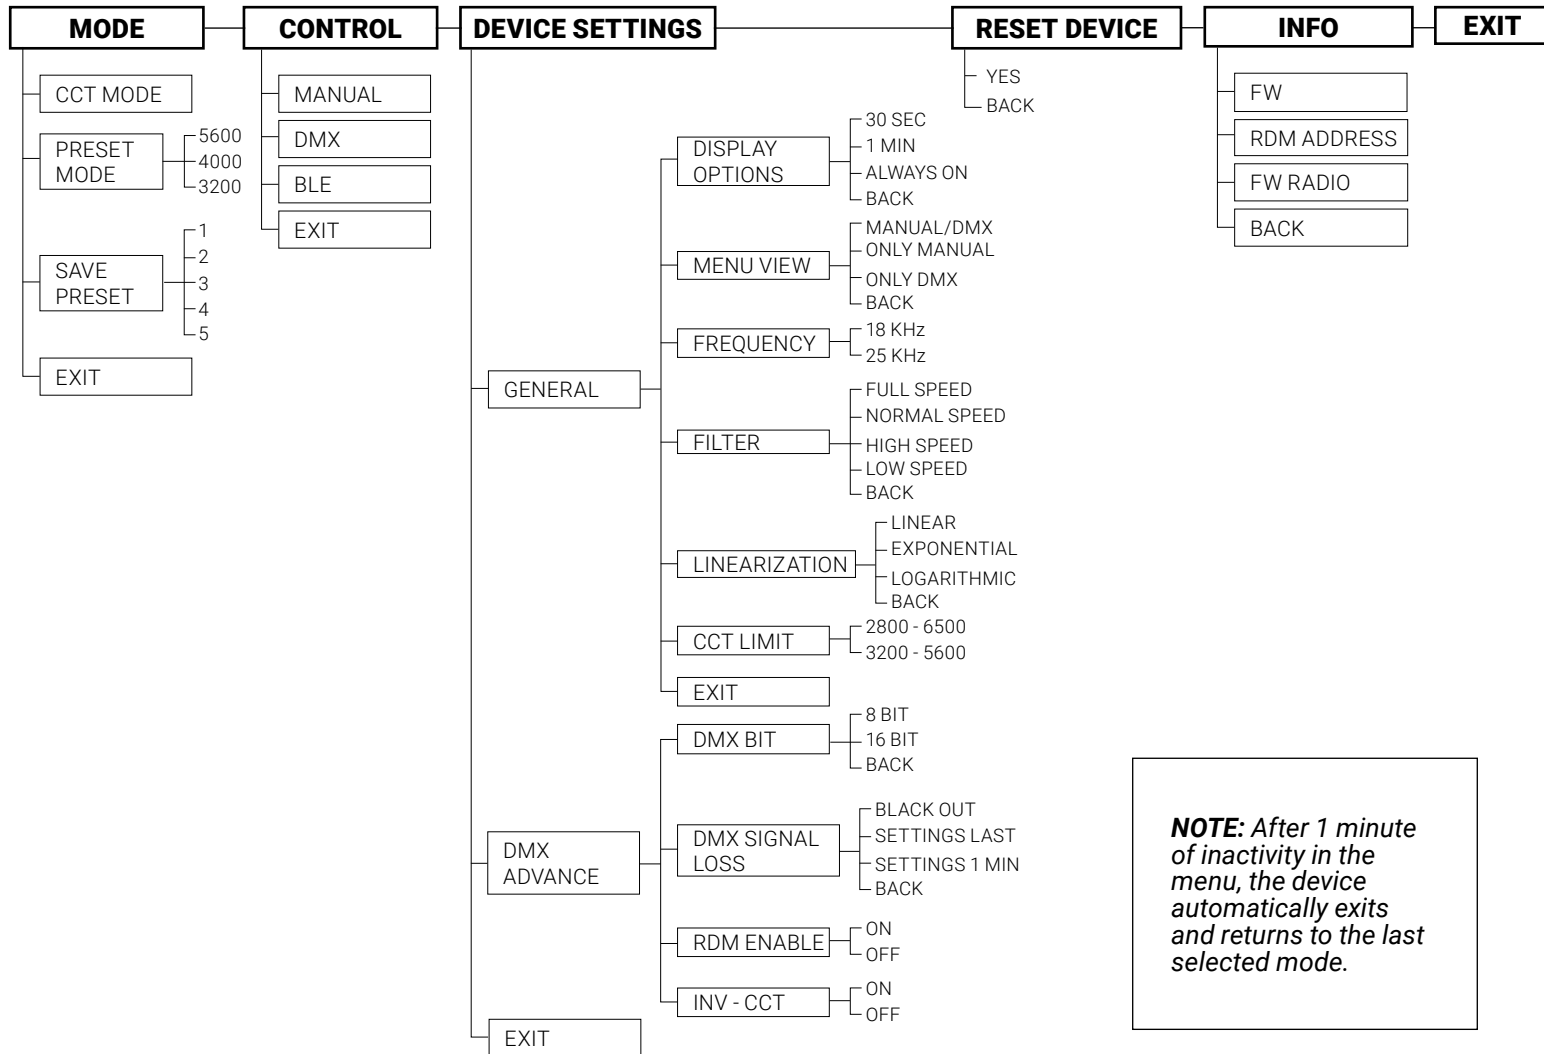 MODE
CONTROL
DEVICE SETTINGS
RESET DEVICE
INFO
EXIT
CCT MODE
PRESET
MODE
5600
4000
3200
SAVE
PRESET
1
2
3
4
5
EXIT
MANUAL
DMX
BLE
EXIT
GENERAL
DISPLAY
OPTIONS
30 SEC
1 MIN
ALWAYS ON
BACK
MENU VIEW
MANUAL/DMX
ONLY MANUAL
ONLY DMX
BACK
FREQUENCY
18 KHz
25 KHz
FILTER
FULL SPEED
NORMAL SPEED
HIGH SPEED
LOW SPEED
BACK
LINEARIZATION
LINEAR
EXPONENTIAL
LOGARITHMIC
BACK
CCT LIMIT
2800 - 6500
3200 - 5600
EXIT
DMX
ADVANCE
DMX BIT
8 BIT
16 BIT
BACK
DMX SIGNAL
LOSS
BLACK OUT
SETTINGS LAST
SETTINGS 1 MIN
BACK
RDM ENABLE
ON
OFF
INV - CCT
ON
OFF
EXIT
YES
BACK
FW
RDM ADDRESS
FW RADIO
BACK
NOTE: After 1 minute
of inactivity in the
menu, the device
automatically exits
and returns to the last
selected mode.